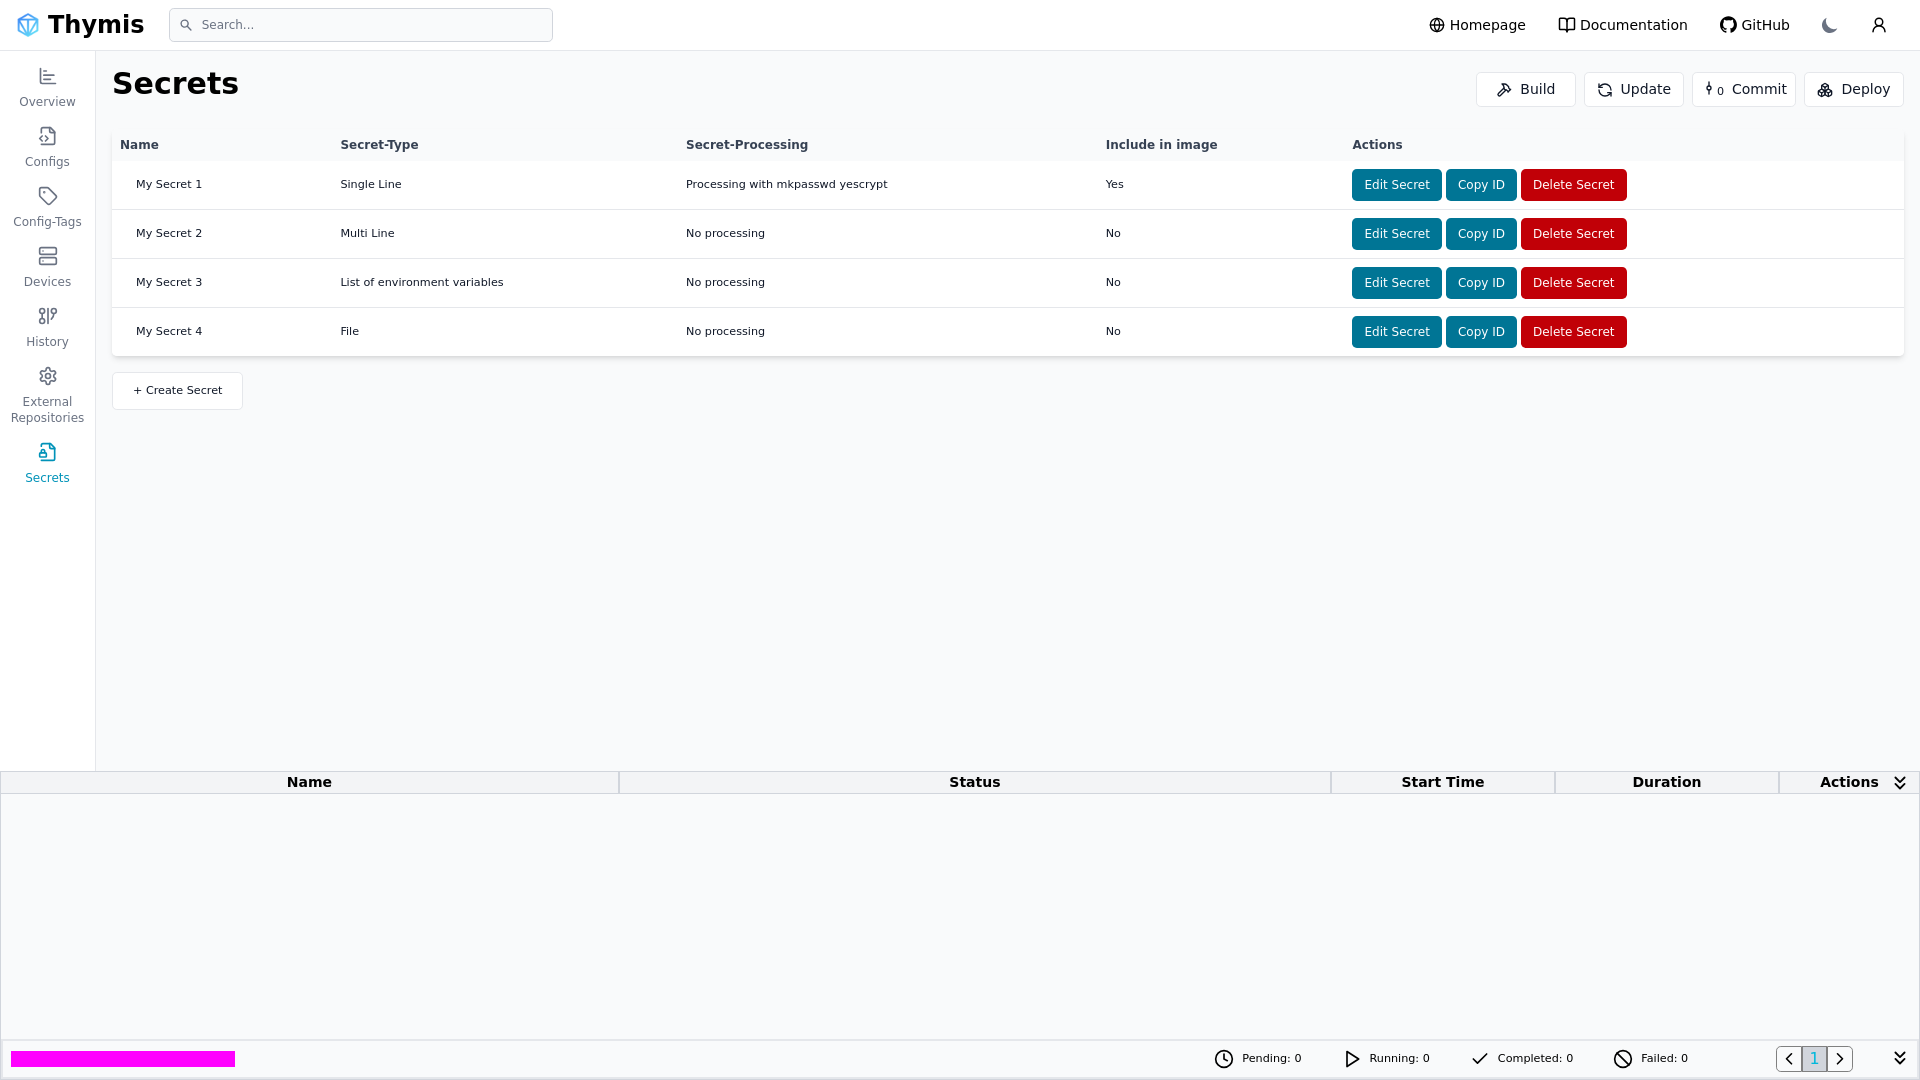 Thymis
Search...
Homepage
Documentation
GitHub
Overview
Configs
Config-Tags
Devices
History
External
Repositories
Secrets
Secrets
Build
Update
0 Commit
Deploy
Name Secret-Type Secret-Processing Include in image Actions
My Secret 1 Single Line Processing with mkpasswd yescrypt Yes Edit Secret Copy ID Delete Secret
My Secret 2 Multi Line No processing No Edit Secret Copy ID Delete Secret
My Secret 3 List of environment variables No processing No Edit Secret Copy ID Delete Secret
My Secret 4 File No processing No Edit Secret Copy ID Delete Secret
+ Create Secret
Name Status Start Time Duration Actions
Pending: 0 Running: 0 Completed: 0 Failed: 0 1